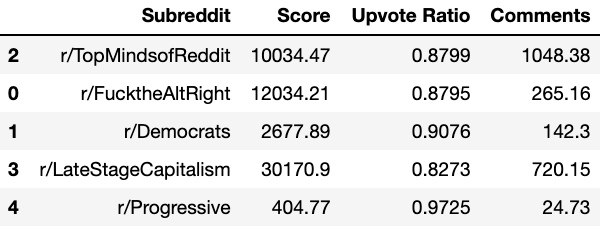 Subreddit Score Upvote Ratio Comments
2 r/TopMindsofReddit 10034.47 0.8799 1048.38
0 r/FucktheAltRight 12034.21 0.8795 265.16
1 r/Democrats 2677.89 0.9076 142.3
3 r/LateStageCapitalism 30170.9 0.8273 720.15
4 r/Progressive 404.77 0.9725 24.73